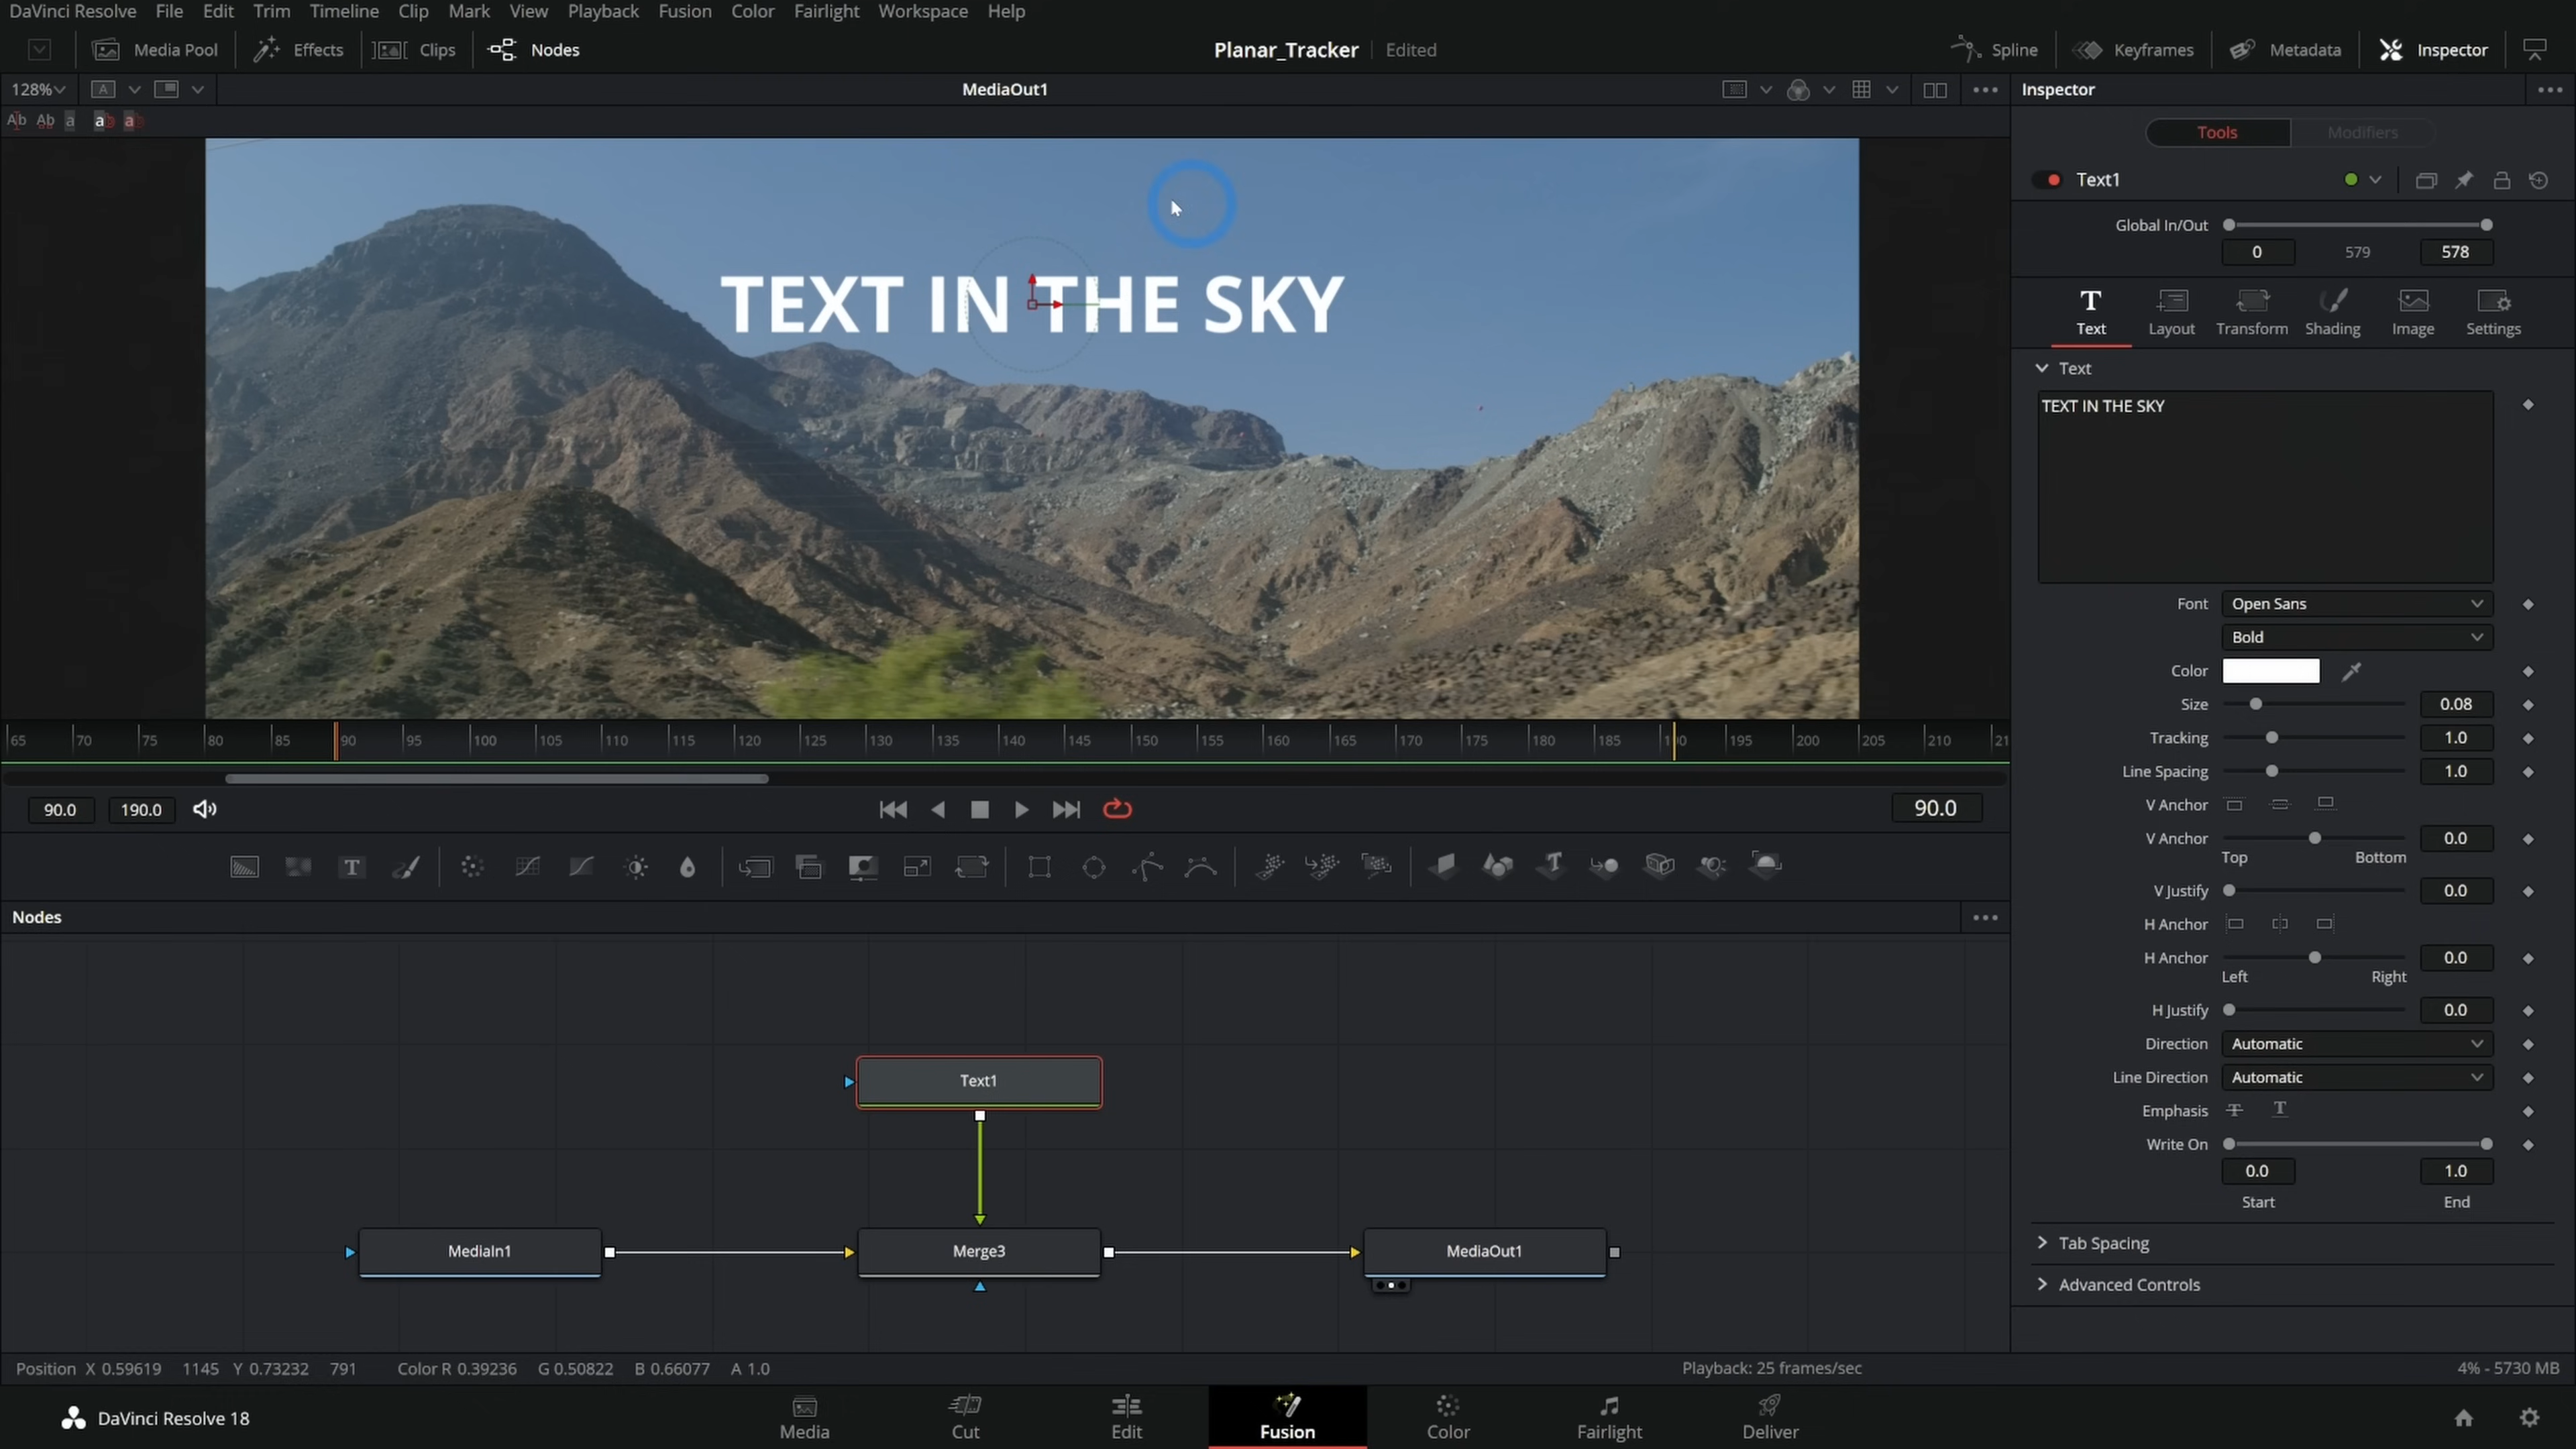 DaVinci Resolve File Edit Trim Timeline Clip Mark View Playback Fusion Color Fairlight Workspace Help
Media Pool Effects Clips Nodes Planar_Tracker Edited Spline Keyframes Metadata Inspector
128% A MediaOut1 Inspector
Ab Ab a ab ab
Tools Modifiers
Text1
Global In/Out
0 579 578
Text Layout Transform Shading Image Settings
TEXT IN THE SKY
Text
TEXT IN THE SKY
Font Open Sans
Bold
Color
Size 0.08
Tracking 1.0
Line Spacing 1.0
V Anchor
V Anchor 0.0
Top Bottom
V Justify 0.0
H Anchor
H Anchor 0.0
Left Right
H Justify 0.0
Direction Automatic
Line Direction Automatic
Emphasis
Write On
0.0 1.0
Start End
Tab Spacing
Advanced Controls
65 70 75 80 85 90 95 100 105 110 115 120 125 130 135 140 145 150 155 160 165 170 175 180 185 195 200 205 210
90.0 190.0 90.0
Nodes
Text1
MediaIn1 Merge3 MediaOut1
Position X 0.59619 1145 Y 0.73232 791 Color R 0.39236 G 0.50822 B 0.66077 A 1.0 Playback: 25 frames/sec 4% - 5730 MB
DaVinci Resolve 18 Media Cut Edit Fusion Color Fairlight Deliver